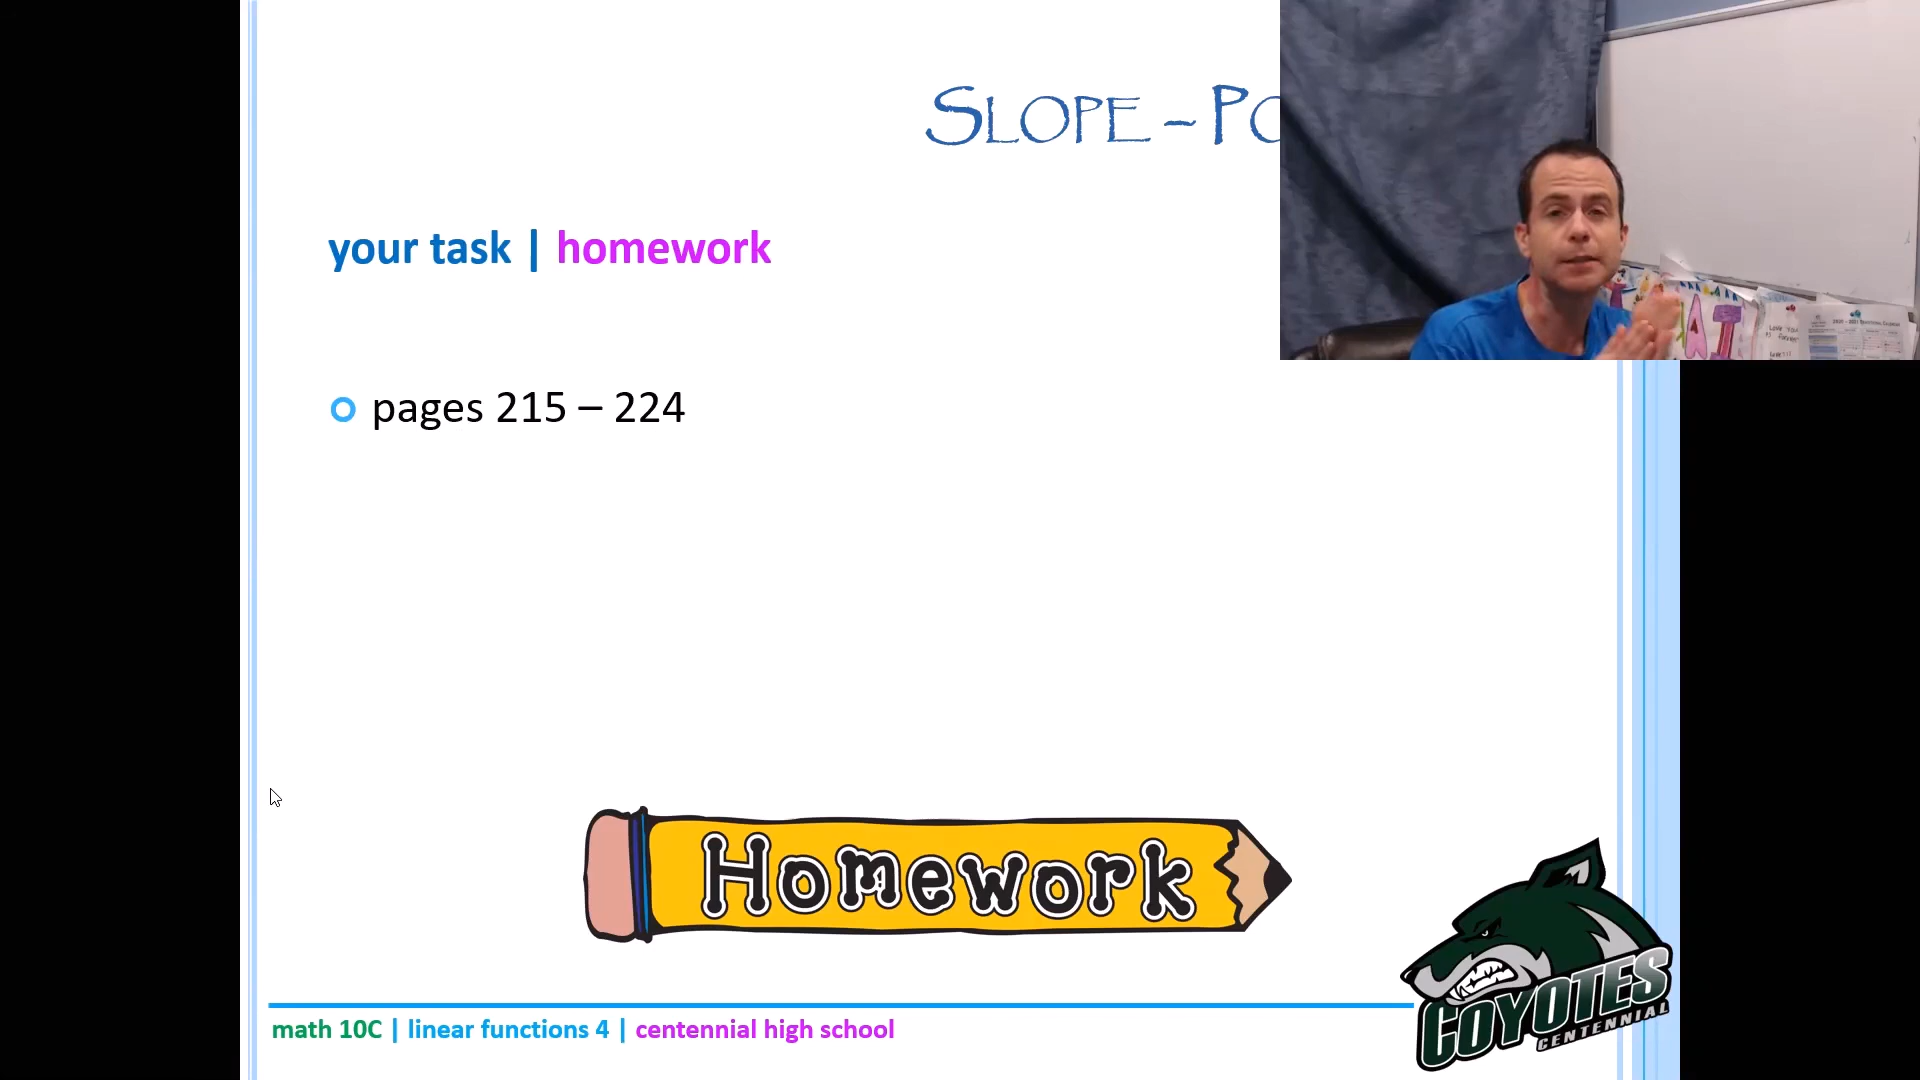 SLOPE – PO
your task | homework
pages 215 – 224
Homework
COYOTES
CENTENNIAL
math 10C | linear functions 4 | centennial high school